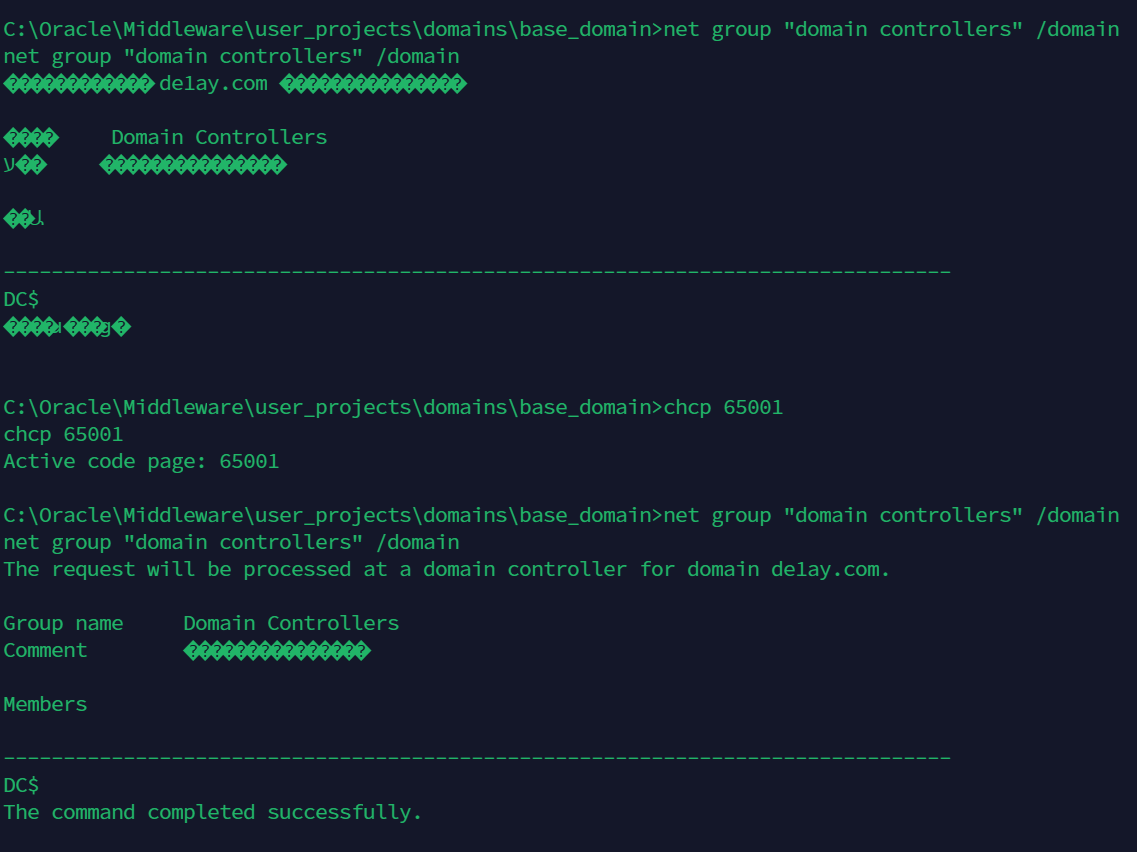 C:\Oracle\Middleware\user_projects\domains\base_domain>net group "domain controllers" /domain
net group "domain controllers" /domain
de1ay.com
Domain Controllers
DC$
C:\Oracle\Middleware\user_projects\domains\base_domain>chcp 65001
chcp 65001
Active code page: 65001
C:\Oracle\Middleware\user_projects\domains\base_domain>net group "domain controllers" /domain
net group "domain controllers" /domain
The request will be processed at a domain controller for domain de1ay.com.
Group name     Domain Controllers
Comment
Members
-------------------------------------------------------------------------------
DC$
The command completed successfully.